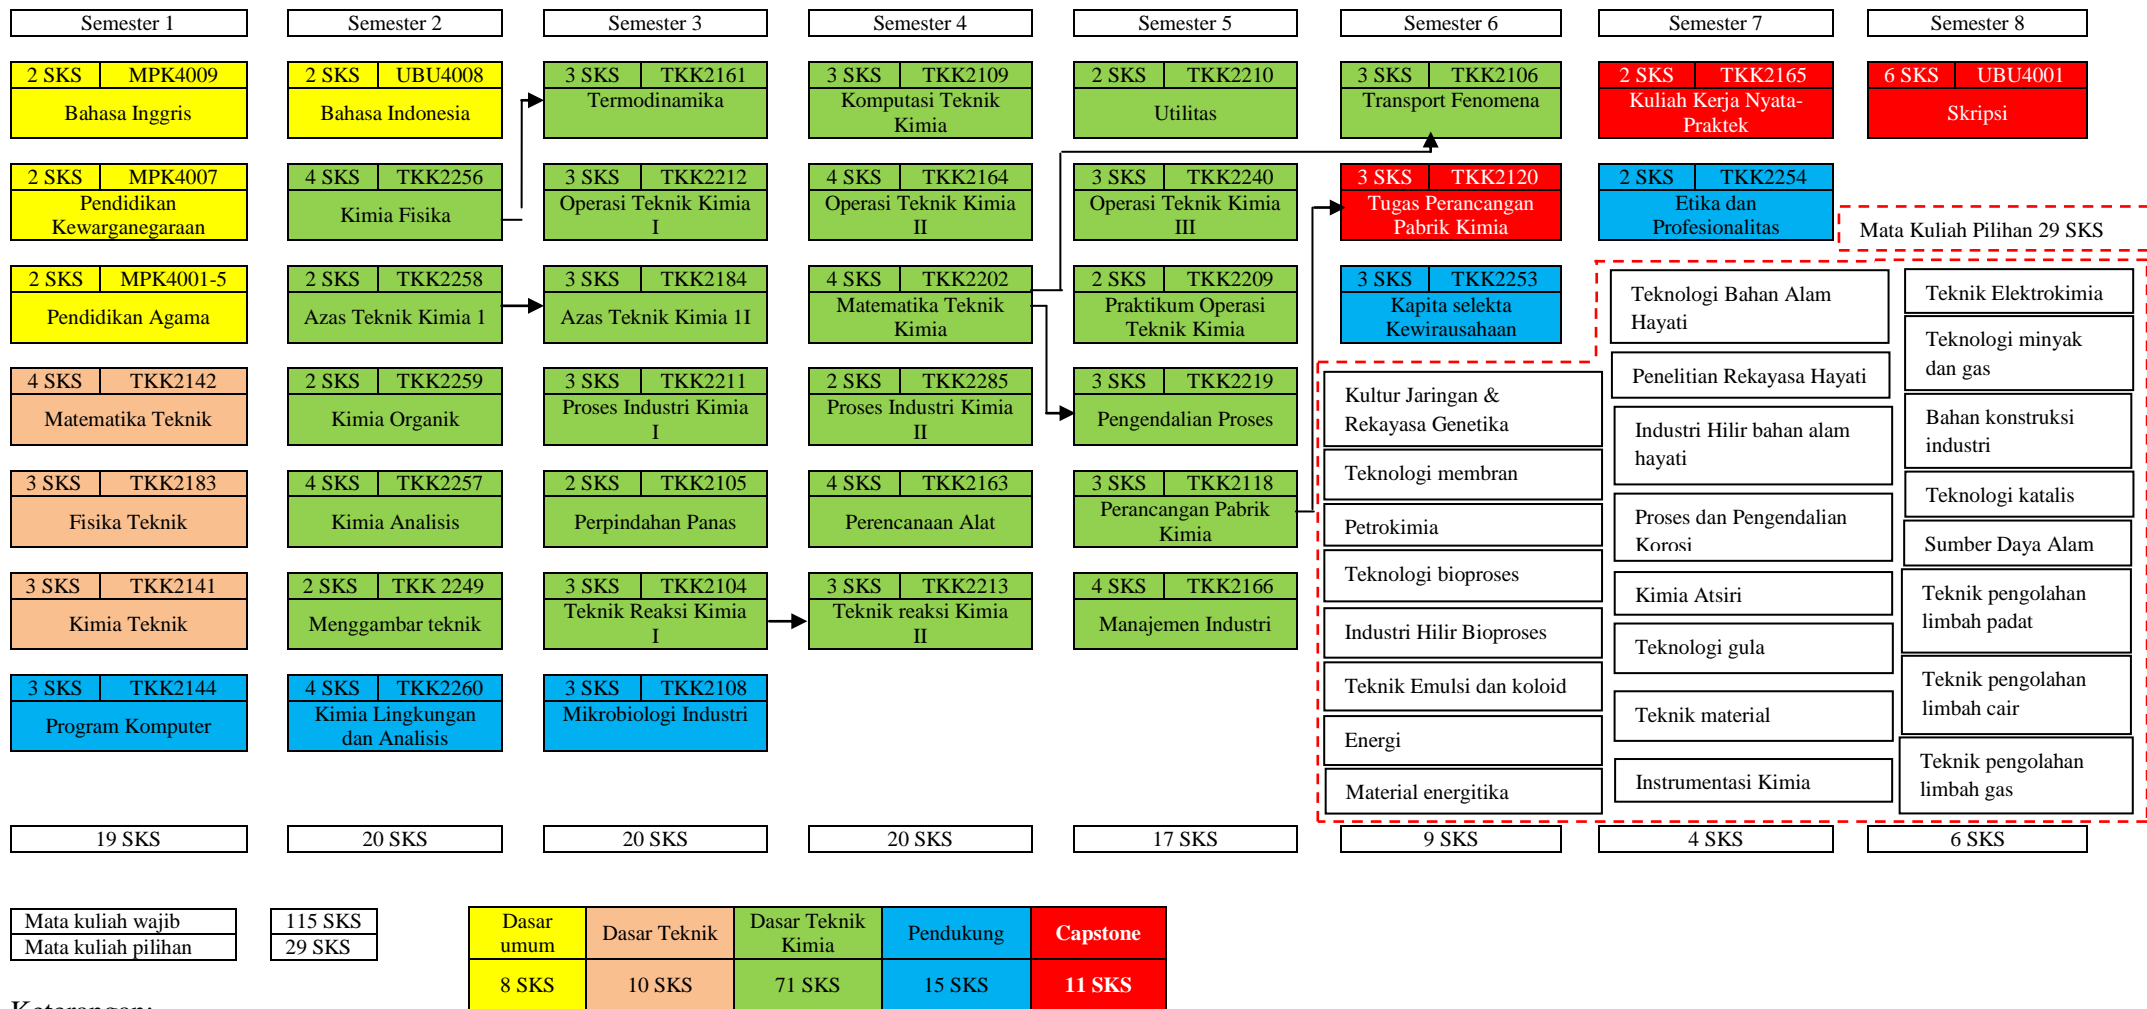 Semester 1
Semester 2
Semester 3
Semester 4
Semester 5
Semester 6
Semester 7
Semester 8
2 SKS MPK4009
Bahasa Inggris
2 SKS UBU4008
Bahasa Indonesia
3 SKS TKK2161
Termodinamika
3 SKS TKK2109
Komputasi Teknik
Kimia
2 SKS TKK2210
Utilitas
3 SKS TKK2106
Transport Fenomena
2 SKS TKK2165
Kuliah Kerja Nyata-
Praktek
6 SKS UBU4001
Skripsi
2 SKS MPK4007
Pendidikan
Kewarganegaraan
4 SKS TKK2256
Kimia Fisika
3 SKS TKK2212
Operasi Teknik Kimia
I
4 SKS TKK2164
Operasi Teknik Kimia
II
3 SKS TKK2240
Operasi Teknik Kimia
III
3 SKS TKK2120
Tugas Perancangan
Pabrik Kimia
2 SKS TKK2254
Etika dan
Profesionalitas
Mata Kuliah Pilihan 29 SKS
2 SKS MPK4001-5
Pendidikan Agama
2 SKS TKK2258
Azas Teknik Kimia 1
3 SKS TKK2184
Azas Teknik Kimia 1I
4 SKS TKK2202
Matematika Teknik
Kimia
2 SKS TKK2209
Praktikum Operasi
Teknik Kimia
3 SKS TKK2253
Kapita selekta
Kewirausahaan
4 SKS TKK2142
Matematika Teknik
2 SKS TKK2259
Kimia Organik
3 SKS TKK2211
Proses Industri Kimia
I
2 SKS TKK2285
Proses Industri Kimia
II
3 SKS TKK2219
Pengendalian Proses
3 SKS TKK2183
Fisika Teknik
4 SKS TKK2257
Kimia Analisis
2 SKS TKK2105
Perpindahan Panas
4 SKS TKK2163
Perencanaan Alat
3 SKS TKK2118
Perancangan Pabrik
Kimia
3 SKS TKK2141
Kimia Teknik
2 SKS TKK 2249
Menggambar teknik
3 SKS TKK2104
Teknik Reaksi Kimia
I
3 SKS TKK2213
Teknik reaksi Kimia
II
4 SKS TKK2166
Manajemen Industri
3 SKS TKK2144
Program Komputer
4 SKS TKK2260
Kimia Lingkungan
dan Analisis
3 SKS TKK2108
Mikrobiologi Industri
Kultur Jaringan &
Rekayasa Genetika
Teknologi membran
Petrokimia
Teknologi bioproses
Industri Hilir Bioproses
Teknik Emulsi dan koloid
Energi
Material energitika
Teknologi Bahan Alam
Hayati
Penelitian Rekayasa Hayati
Industri Hilir bahan alam
hayati
Proses dan Pengendalian
Korosi
Kimia Atsiri
Teknologi gula
Teknik material
Instrumentasi Kimia
Teknik Elektrokimia
Teknologi minyak
dan gas
Bahan konstruksi
industri
Teknologi katalis
Sumber Daya Alam
Teknik pengolahan
limbah padat
Teknik pengolahan
limbah cair
Teknik pengolahan
limbah gas
19 SKS
20 SKS
20 SKS
20 SKS
17 SKS
9 SKS
4 SKS
6 SKS
Mata kuliah wajib 115 SKS
Mata kuliah pilihan 29 SKS
Dasar
umum
Dasar Teknik
Dasar Teknik
Kimia
Pendukung
Capstone
8 SKS
10 SKS
71 SKS
15 SKS
11 SKS
Keterangan: